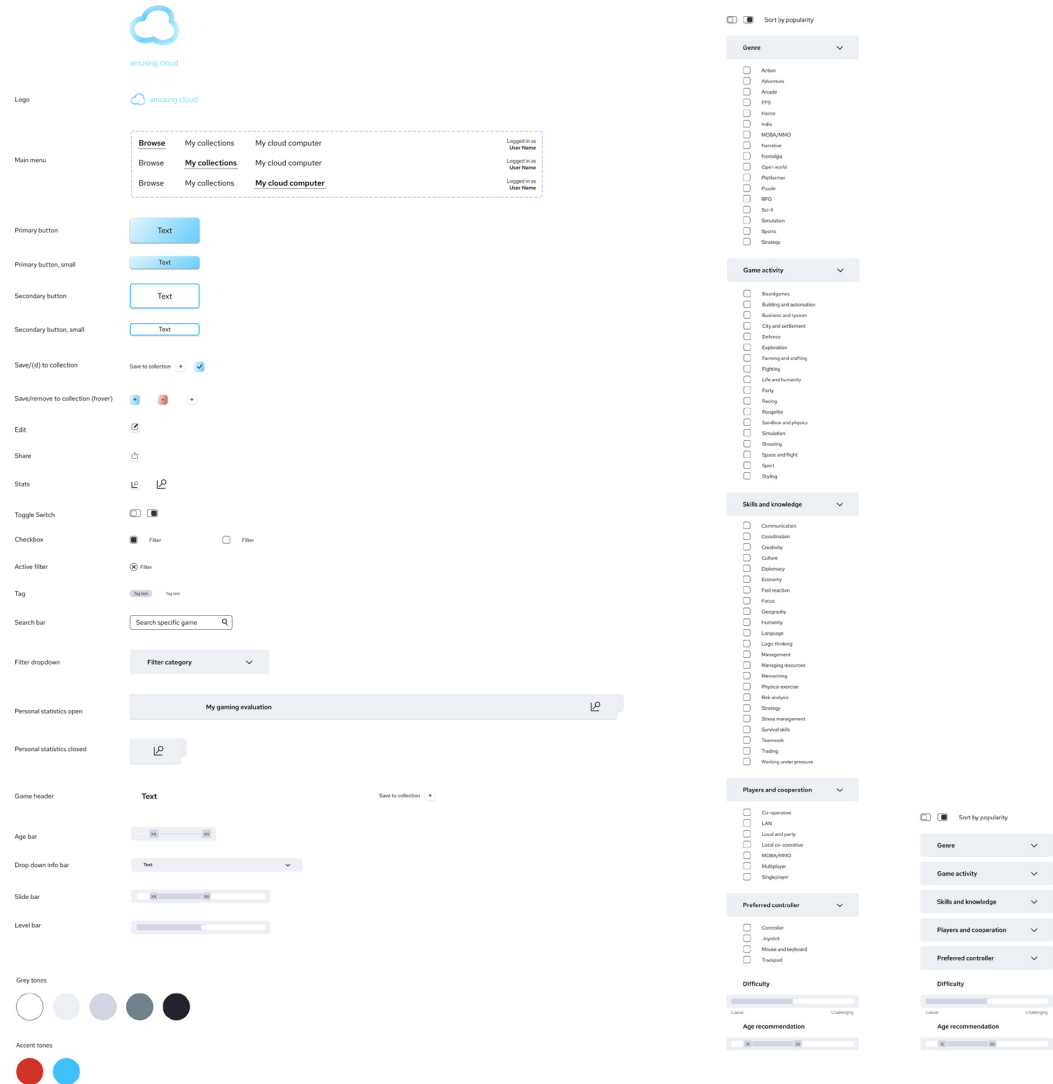 amusing cloud
Logo
amusing cloud
Main menu
Browse My collections My cloud computer Logged in as User Name
Browse My collections My cloud computer Logged in as User Name
Browse My collections My cloud computer Logged in as User Name
Primary button
Text
Primary button, small
Text
Secondary button
Text
Secondary button, small
Text
Save/(d) to collection
Save to collection +
Save/remove to collection (hover)
+ - +
Edit
Share
Stats
Toggle Switch
Checkbox
Filter Filter
Active filter
Filter
Tag
Tag text Tag text
Search bar
Search specific game
Filter dropdown
Filter category
Personal statistics open
My gaming evaluation
Personal statistics closed
Game header
Text
Save to collection +
Age bar
XX XX
Drop down info bar
Text
Slide bar
XX XX
Level bar
Grey tones
Accent tones
Sort by popularity
Genre
Action
Adventure
Arcade
FPS
Horror
Indie
MOBA/MMO
Narrative
Nostalgia
Open world
Platformer
Puzzle
RPG
Sci-fi
Simulation
Sports
Strategy
Game activity
Boardgames
Building and automation
Business and tycoon
City and settlement
Defence
Exploration
Farming and crafting
Fighting
Life and humanity
Party
Racing
Rougelite
Sandbox and physics
Simulation
Shooting
Space and flight
Sport
Styling
Skills and knowledge
Communication
Coordination
Creativity
Culture
Diplomacy
Economy
Fast reaction
Focus
Geography
Humanity
Language
Logic thinking
Management
Managing resources
Memorizing
Physical exercise
Risk analysis
Strategy
Stress management
Survival skills
Teamwork
Trading
Working under pressure
Players and cooperation
Co-operative
LAN
Local and party
Local co-operative
MOBA/MMO
Multiplayer
Singleplayer
Preferred controller
Controller
Joystick
Mouse and keyboard
Trackpad
Difficulty
Casual Challenging
Age recommendation
Sort by popularity
Genre
Game activity
Skills and knowledge
Players and cooperation
Preferred controller
Difficulty
Casual Challenging
Age recommendation